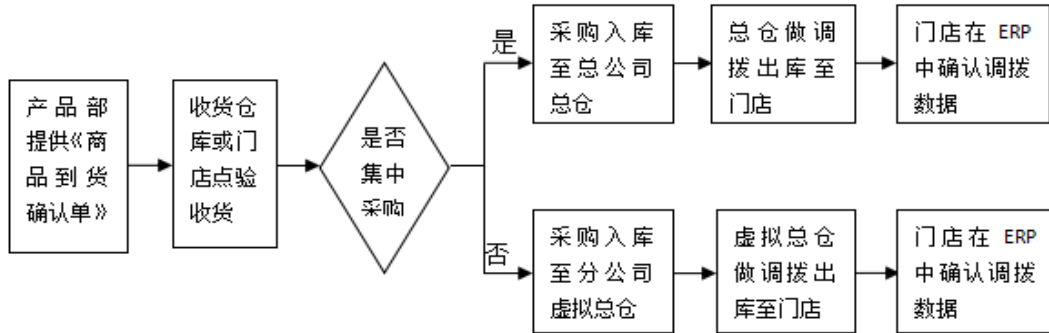 产品部
提供《商
品到货
确认单》
收货仓
库或门
店点验
收货
是否
集中
采购
是
采购入库
至总公司
总仓
总仓做调
拨出库至
门店
门店在 ERP
中确认调拨
数据
否
采购入库
至分公司
虚拟总仓
虚拟总仓
做调拨出
库至门店
门店在 ERP
中确认调拨
数据